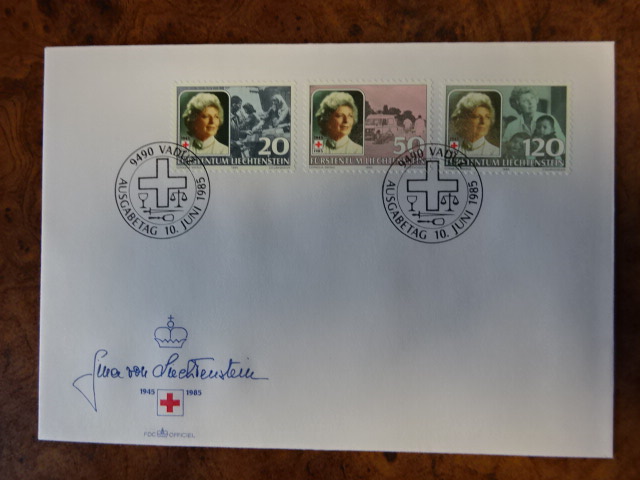 20
FÜRSTENTUM LIECHTENSTEIN
50
FÜRSTENTUM LIECHTENSTEIN
120
FÜRSTENTUM LIECHTENSTEIN
9490 VADUZ
AUSGABETAG 10. JUNI 1985
9490 VADUZ
AUSGABETAG 10. JUNI 1985
Gina von Liechtenstein
1945 1985
FDC OFFICIEL